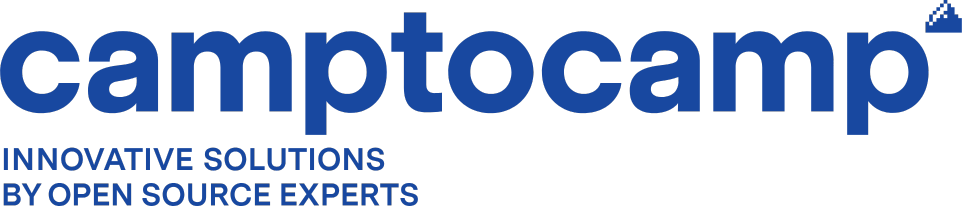 camptocamp
INNOVATIVE SOLUTIONS
BY OPEN SOURCE EXPERTS